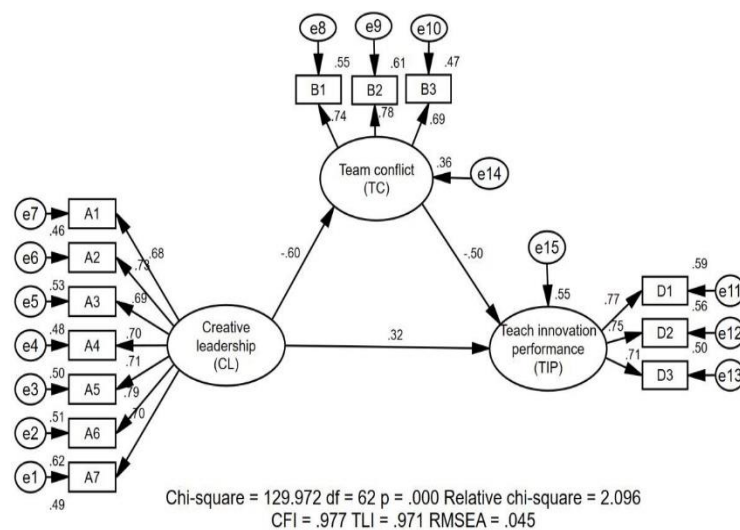 e8
e9
e10
.55
.61
.47
B1
B2
B3
.74
.78
.69
Team conflict
(TC)
.36
e14
e7
A1
.46
e6
A2
.53
e5
A3
.48
e4
A4
.50
e3
A5
.51
e2
A6
.62
e1
A7
.49
.68
.73
.69
.70
.71
.79
.70
Creative
leadership
(CL)
-.60
-.50
.32
e15
.55
Teach innovation
performance
(TIP)
.77
.75
.71
.59
D1
e11
.56
D2
e12
.50
D3
e13
Chi-square = 129.972 df = 62 p = .000 Relative chi-square = 2.096
CFI = .977 TLI = .971 RMSEA = .045